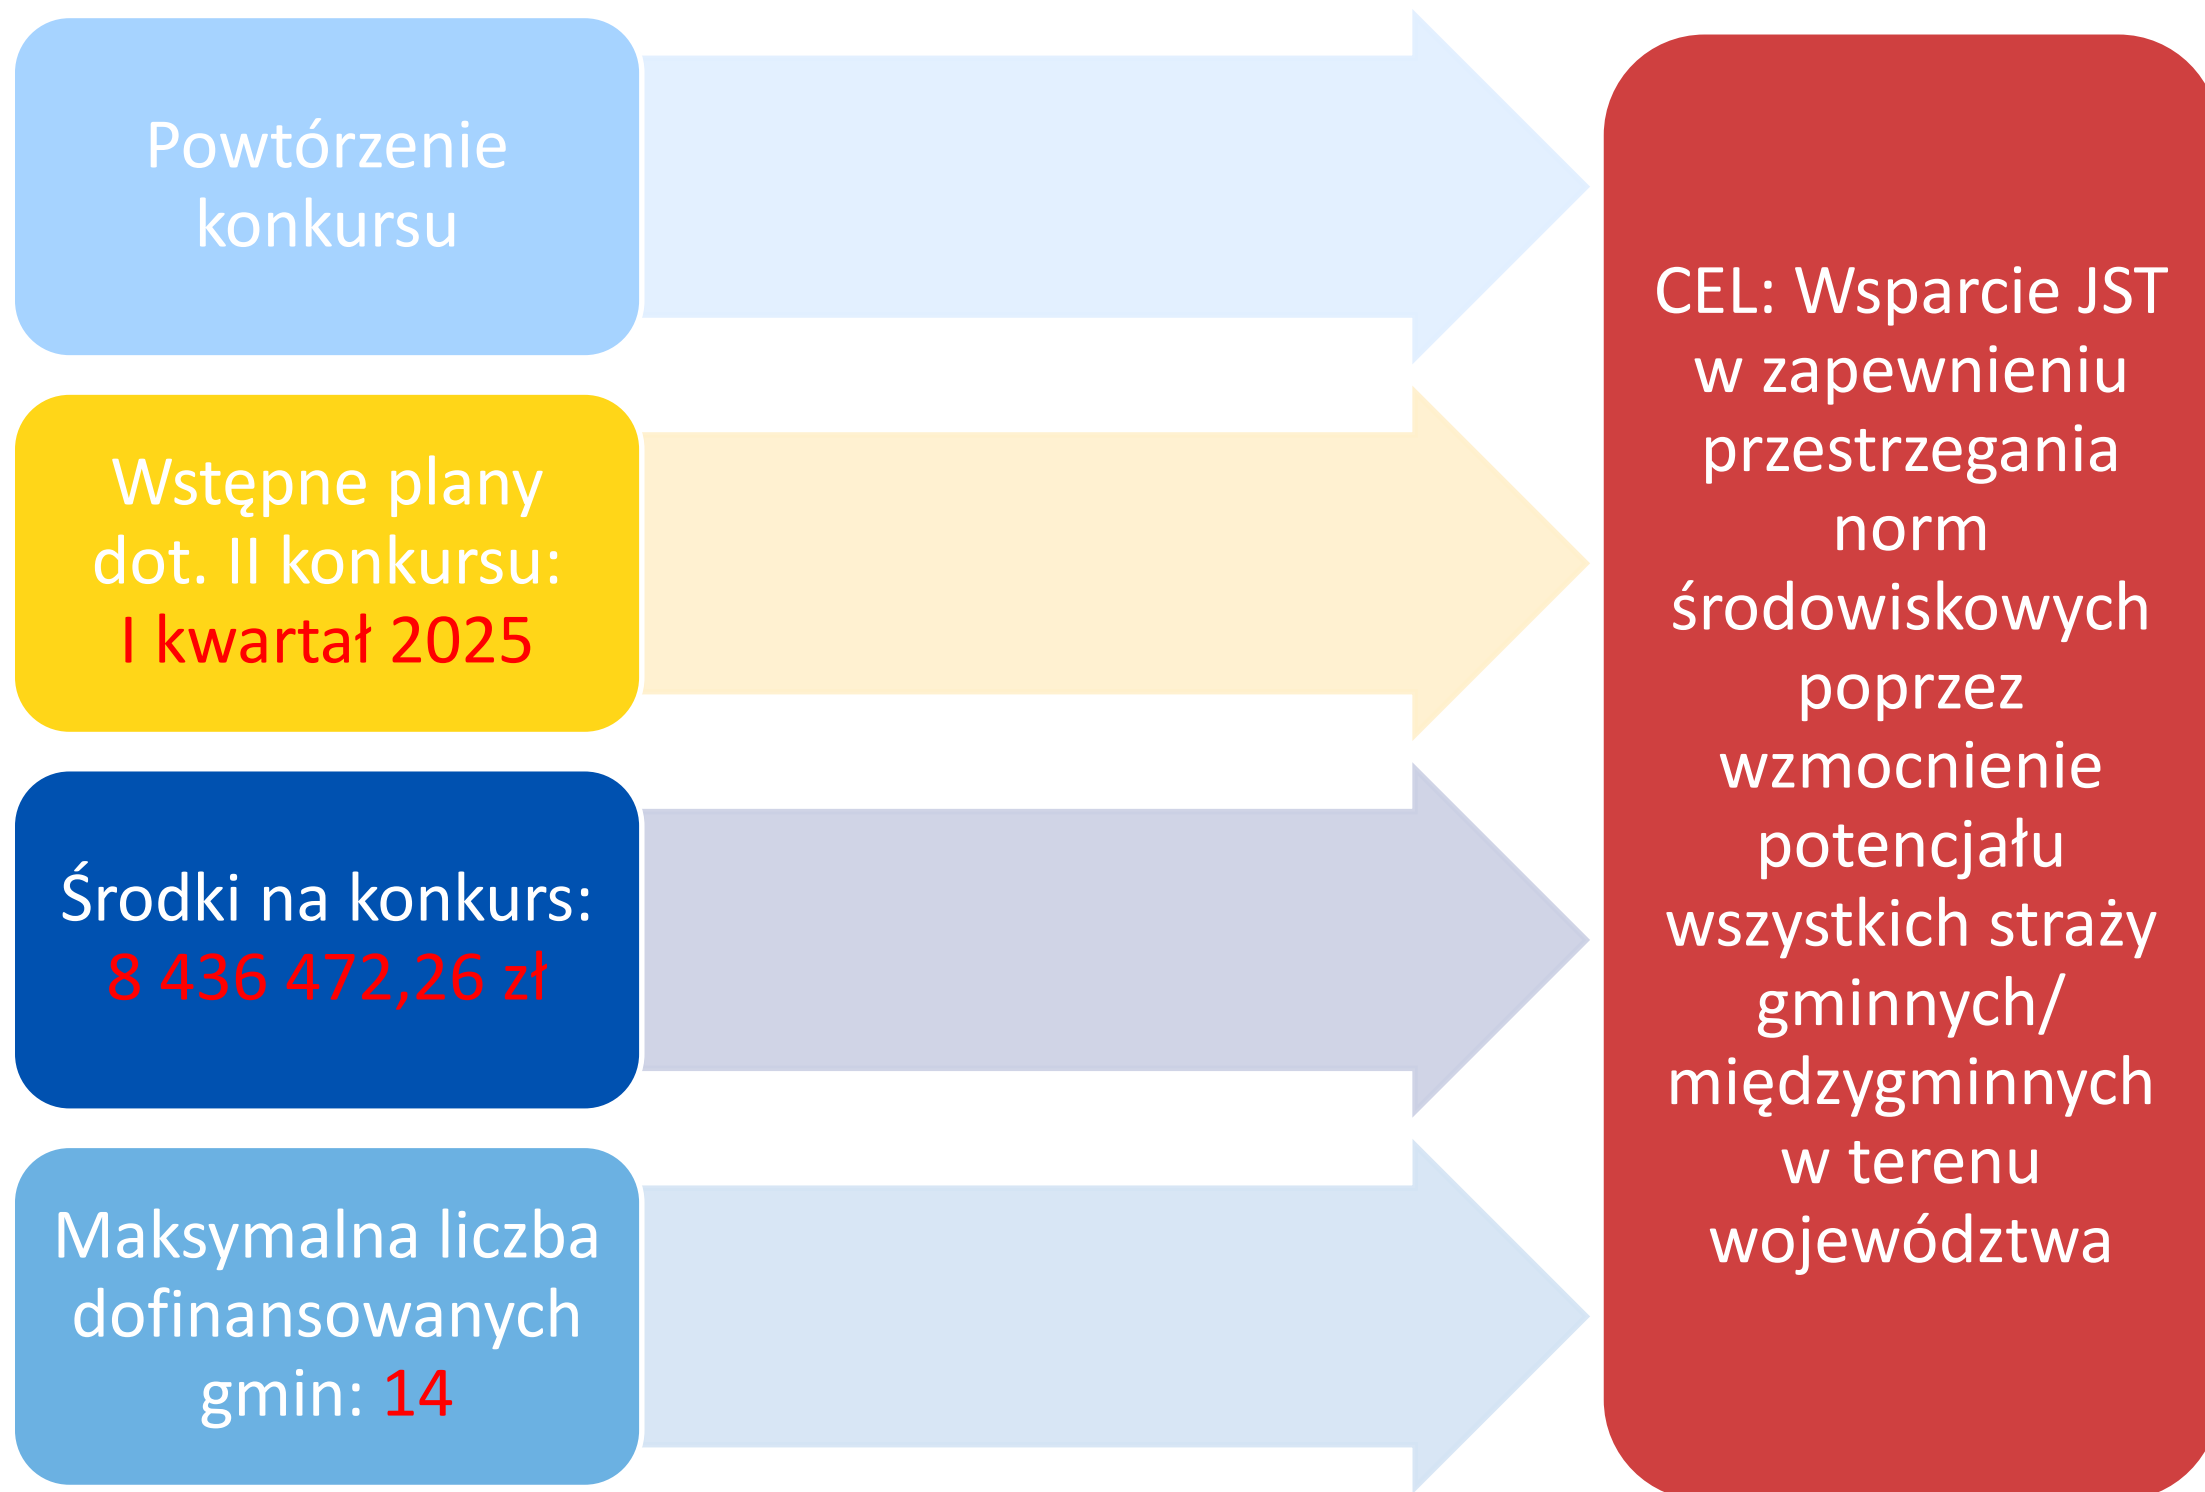 Powtórzenie
konkursu
Wstępne plany
dot. II konkursu:
I kwartał 2025
Środki na konkurs:
8 436 472,26 zł
Maksymalna liczba
dofinansowanych
gmin: 14
CEL: Wsparcie JST
w zapewnieniu
przestrzegania
norm
środowiskowych
poprzez
wzmocnienie
potencjału
wszystkich straży
gminnych/
międzygminnych
w terenu
województwa